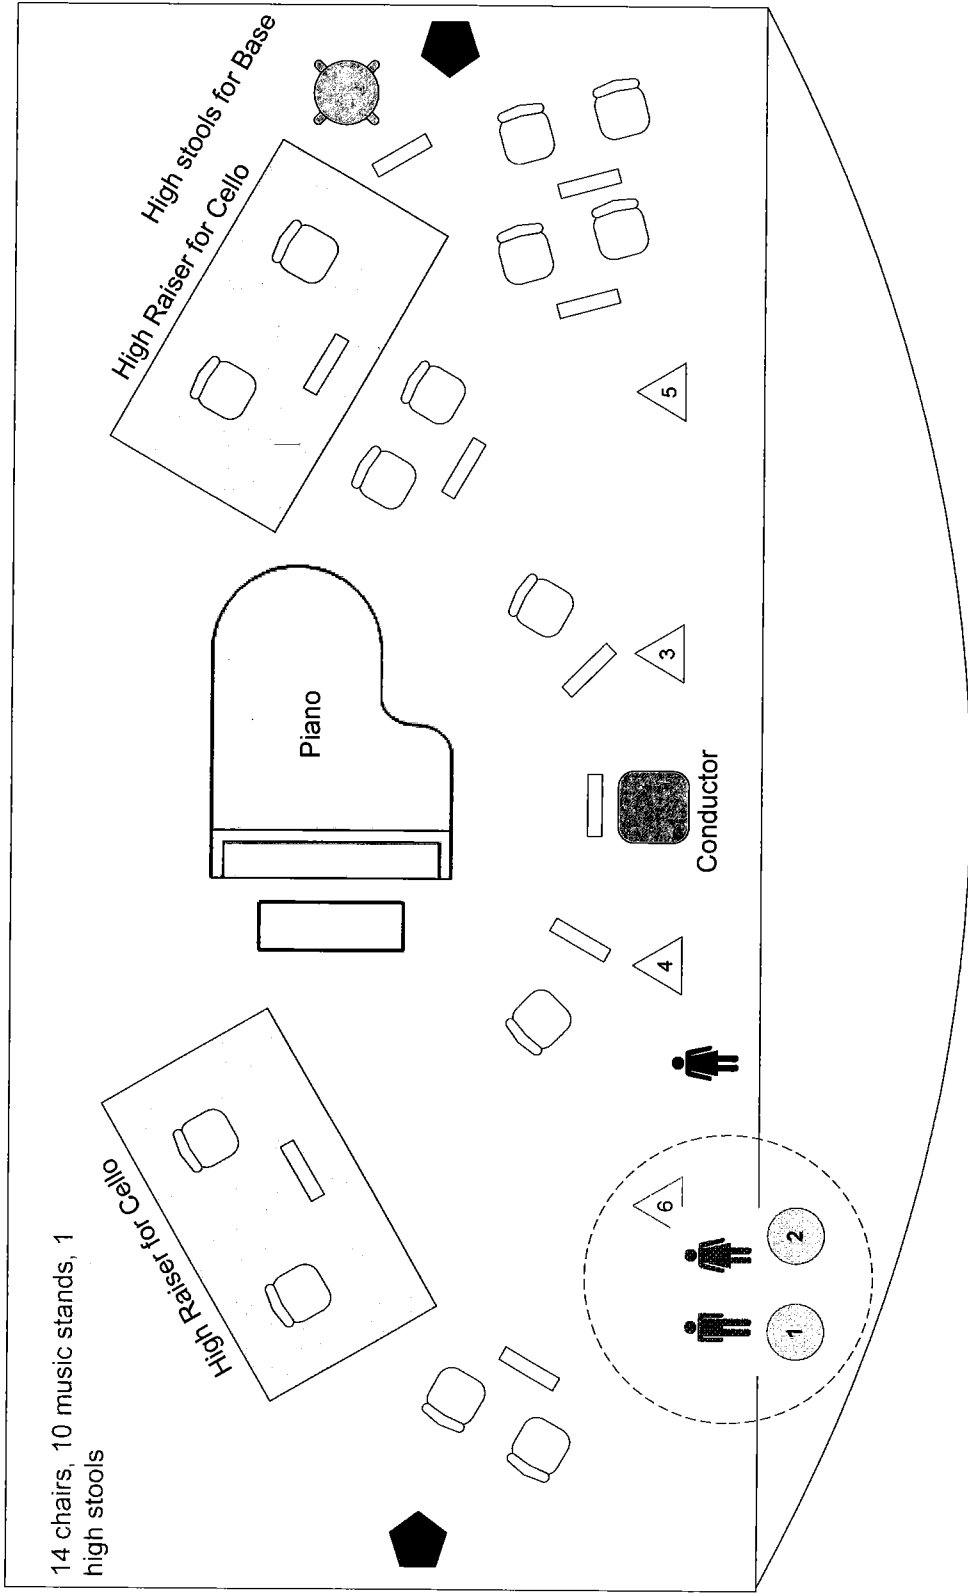 14 chairs, 10 music stands, 1
high stools
High Raiser for Cello
Piano
High Raiser for Cello
High stools for Base
1
2
6
4
Conductor
3
5